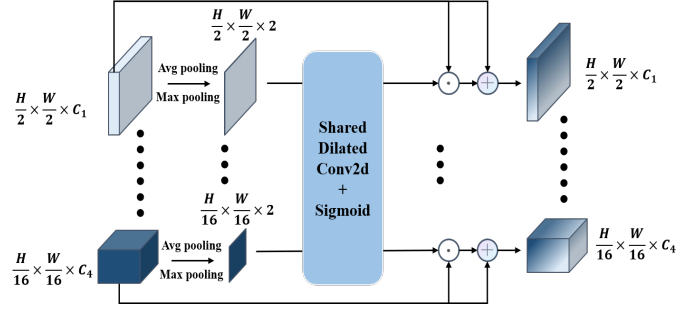 H/2 × W/2 × 2
Avg pooling
Max pooling
H/2 × W/2 × C₁
H/2 × W/2 × C₁
Shared
Dilated
Conv2d
+
Sigmoid
H/16 × W/16 × 2
Avg pooling
Max pooling
H/16 × W/16 × C₄
H/16 × W/16 × C₄